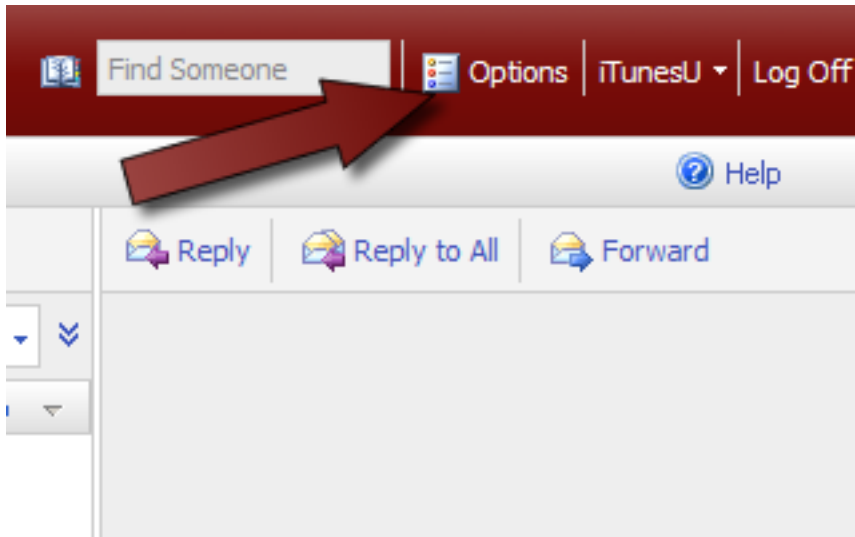 Find Someone Options iTunesU Log Off
Help
Reply Reply to All Forward